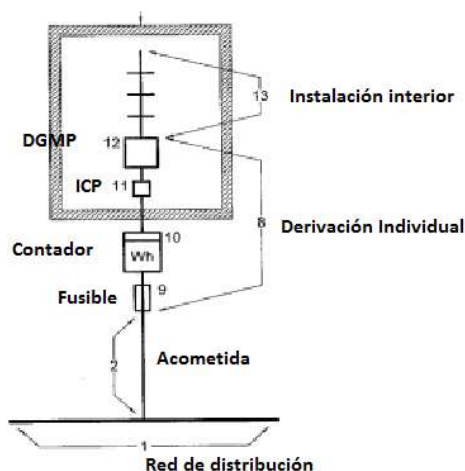 13
Instalación interior
DGMP
12
ICP
11
8
Derivación Individual
Contador
10
Wh
Fusible
9
2
Acometida
1
Red de distribución